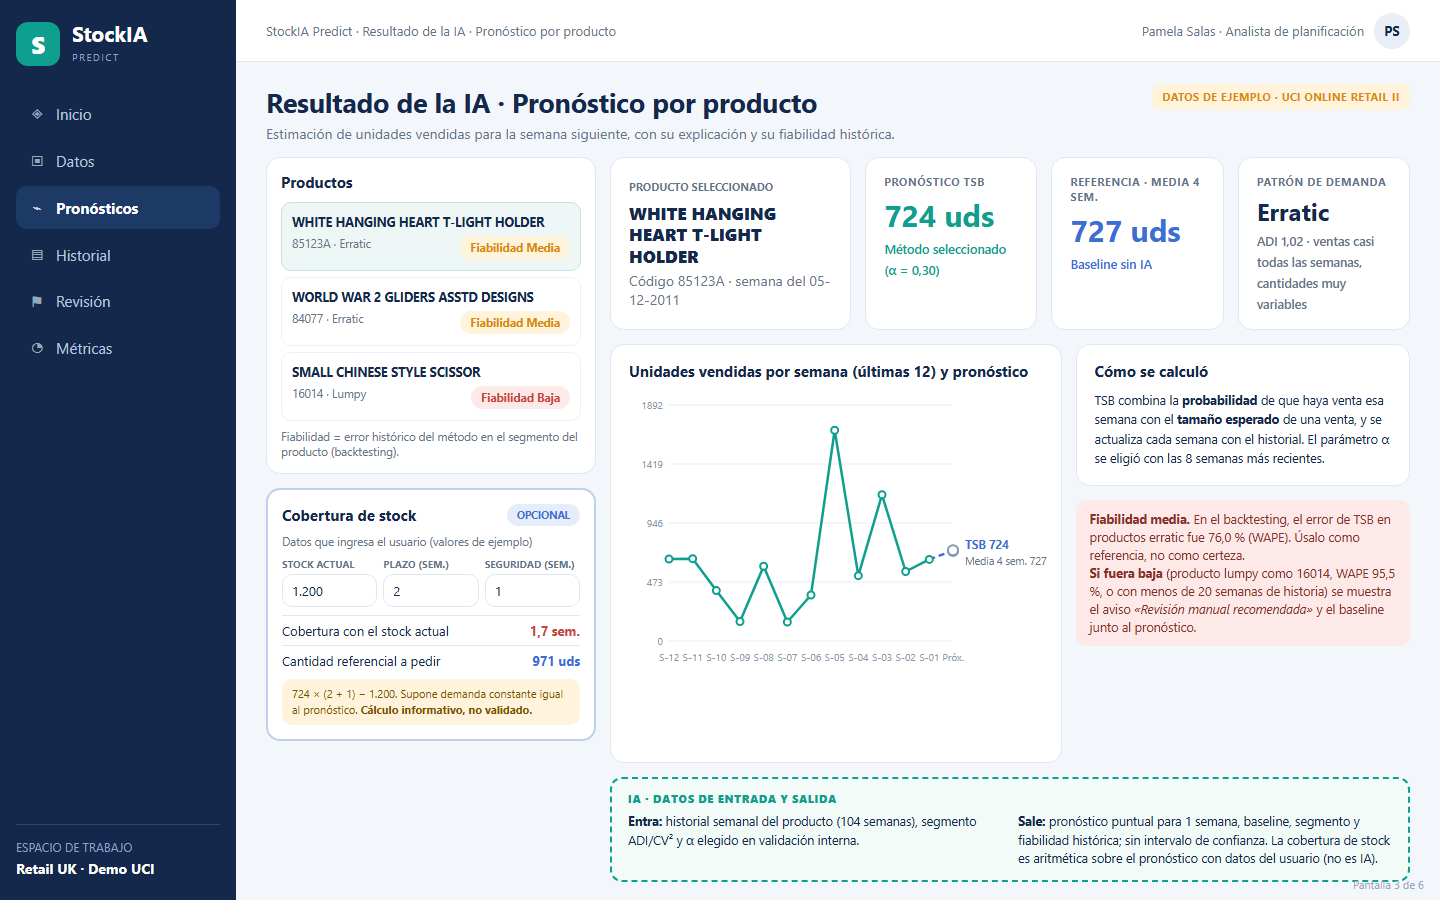 S
StockIA
PREDICT
Inicio
Datos
Pronósticos
Historial
Revisión
Métricas
ESPACIO DE TRABAJO
Retail UK · Demo UCI
StockIA Predict · Resultado de la IA · Pronóstico por producto
Pamela Salas · Analista de planificación
PS
Resultado de la IA · Pronóstico por producto
DATOS DE EJEMPLO · UCI ONLINE RETAIL II
Estimación de unidades vendidas para la semana siguiente, con su explicación y su fiabilidad histórica.
Productos
WHITE HANGING HEART T-LIGHT HOLDER
85123A · Erratic
Fiabilidad Media
WORLD WAR 2 GLIDERS ASSTD DESIGNS
84077 · Erratic
Fiabilidad Media
SMALL CHINESE STYLE SCISSOR
16014 · Lumpy
Fiabilidad Baja
Fiabilidad = error histórico del método en el segmento del
producto (backtesting).
Cobertura de stock
OPCIONAL
Datos que ingresa el usuario (valores de ejemplo)
STOCK ACTUAL
PLAZO (SEM.)
SEGURIDAD (SEM.)
1.200
2
1
Cobertura con el stock actual
1,7 sem.
Cantidad referencial a pedir
971 uds
724 × (2 + 1) − 1.200. Supone demanda constante igual
al pronóstico. Cálculo informativo, no validado.
PRODUCTO SELECCIONADO
WHITE HANGING
HEART T-LIGHT
HOLDER
Código 85123A · semana del 05-
12-2011
PRONÓSTICO TSB
724 uds
Método seleccionado
(α = 0,30)
REFERENCIA · MEDIA 4
SEM.
727 uds
Baseline sin IA
PATRÓN DE DEMANDA
Erratic
ADI 1,02 · ventas casi
todas las semanas,
cantidades muy
variables
Unidades vendidas por semana (últimas 12) y pronóstico
1892
1419
946
473
0
TSB 724
Media 4 sem. 727
S-12 S-11 S-10 S-09 S-08 S-07 S-06 S-05 S-04 S-03 S-02 S-01 Próx.
Cómo se calculó
TSB combina la probabilidad de que haya venta esa
semana con el tamaño esperado de una venta, y se
actualiza cada semana con el historial. El parámetro α
se eligió con las 8 semanas más recientes.
Fiabilidad media. En el backtesting, el error de TSB en
productos erratic fue 76,0 % (WAPE). Úsalo como
referencia, no como certeza.
Si fuera baja (producto lumpy como 16014, WAPE 95,5
%, o con menos de 20 semanas de historia) se muestra
el aviso «Revisión manual recomendada» y el baseline
junto al pronóstico.
IA · DATOS DE ENTRADA Y SALIDA
Entra: historial semanal del producto (104 semanas), segmento
ADI/CV² y α elegido en validación interna.
Sale: pronóstico puntual para 1 semana, baseline, segmento y
fiabilidad histórica; sin intervalo de confianza. La cobertura de stock
es aritmética sobre el pronóstico con datos del usuario (no es IA).
Pantalla 3 de 6